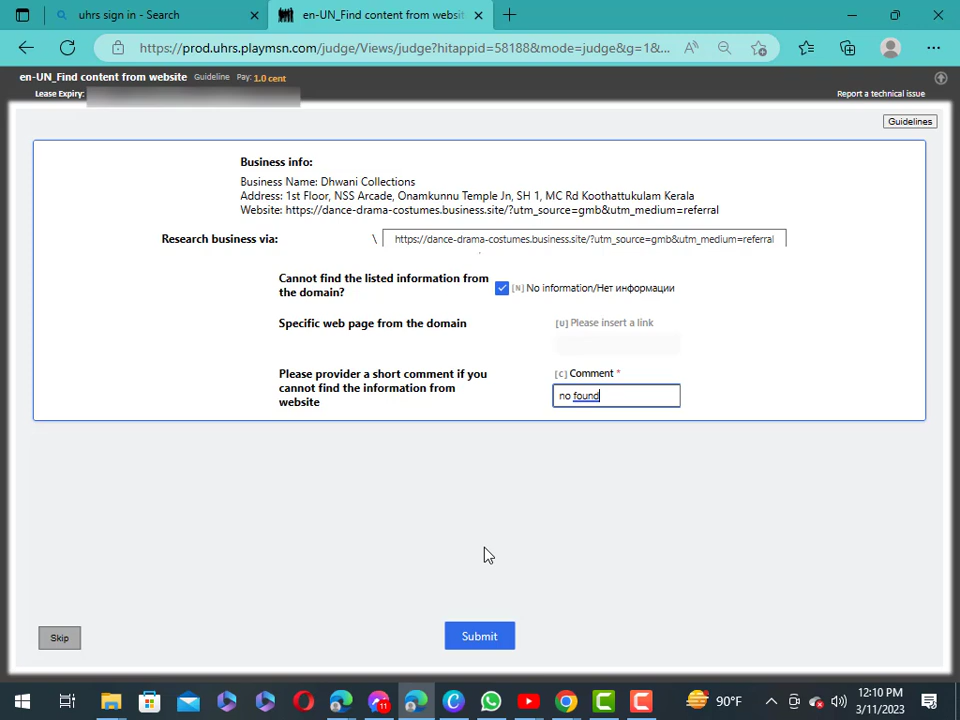 uhrs sign in - Search
en-UN_Find content from websit
https://prod.uhrs.playmsn.com/judge/Views/judge?hitappid=58188&mode=judge&g=1&...
en-UN_Find content from website Guideline Pay: 1.0 cent
Lease Expiry:
Report a technical issue
Guidelines
Business info:
Business Name: Dhwani Collections
Address: 1st Floor, NSS Arcade, Onamkunnu Temple Jn, SH 1, MC Rd Koothattukulam Kerala
Website: https://dance-drama-costumes.business.site/?utm_source=gmb&utm_medium=referral
Research business via: \ https://dance-drama-costumes.business.site/?utm_source=gmb&utm_medium=referral
Cannot find the listed information from
the domain?
[N] No information/Нет информации
Specific web page from the domain
[U] Please insert a link
Please provider a short comment if you
cannot find the information from
website
[C] Comment *
no found
Skip
Submit
11
90°F
12:10 PM
3/11/2023